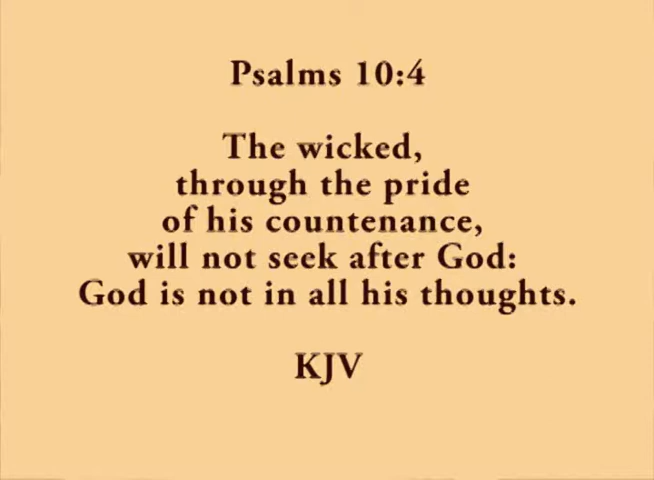 Psalms 10:4
The wicked,
through the pride
of his countenance,
will not seek after God:
God is not in all his thoughts.
KJV